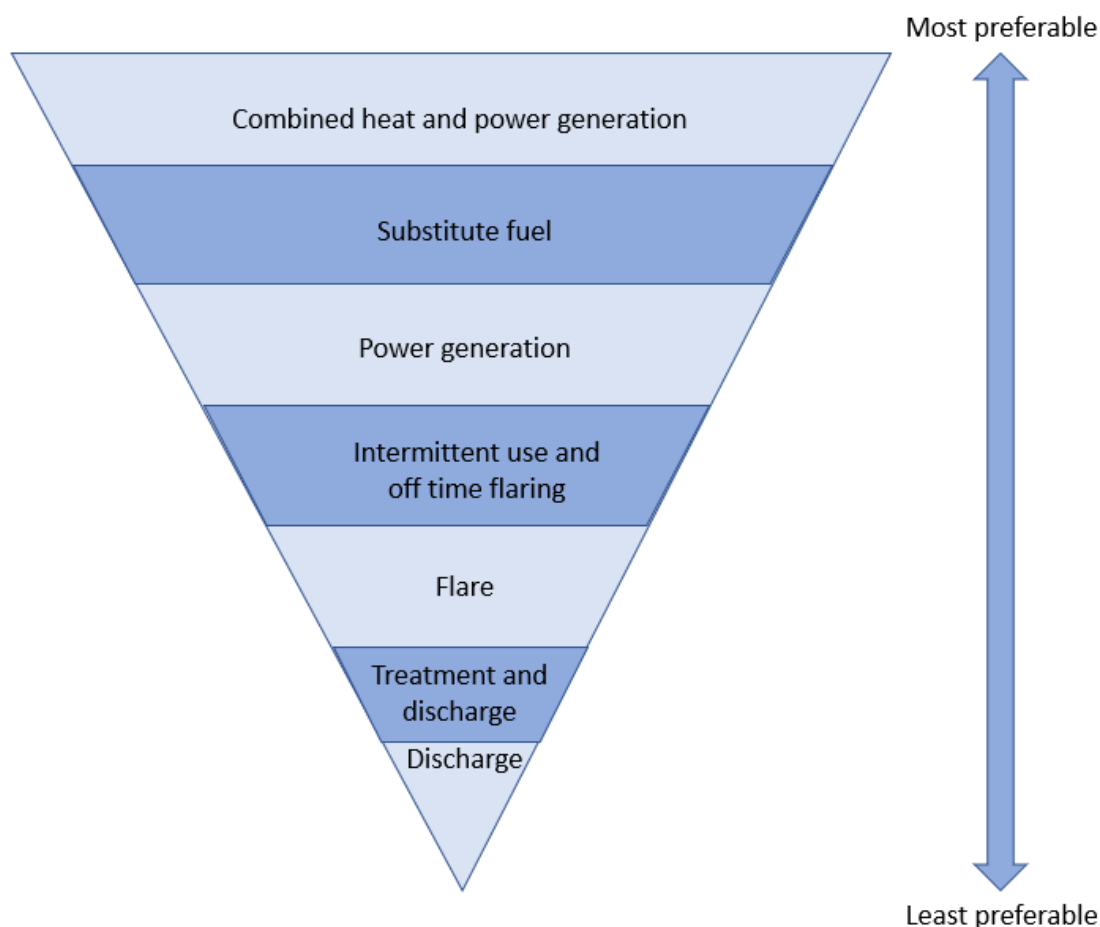 Most preferable
Combined heat and power generation
Substitute fuel
Power generation
Intermittent use and
off time flaring
Flare
Treatment and
discharge
Discharge
Least preferable